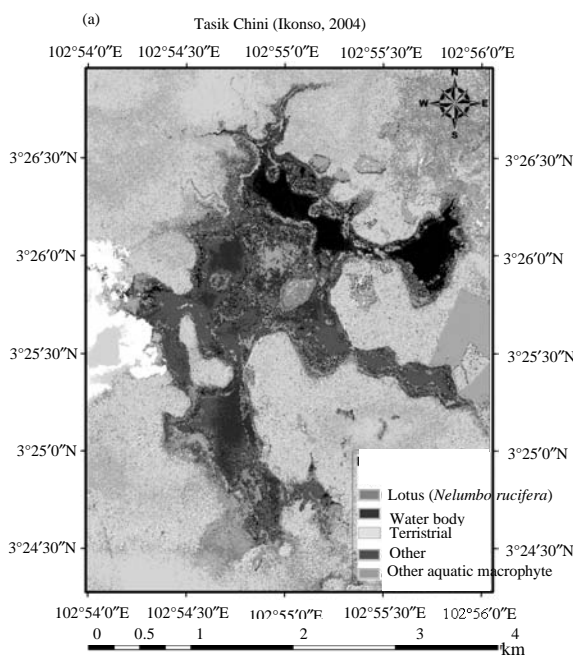 (a)
Tasik Chini (Ikonso, 2004)
102°54′0″E 102°54′30″E 102°55′0″E 102°55′30″E 102°56′0″E
N
W E
S
3°26′30″N 3°26′30″N
3°26′0″N 3°26′0″N
3°25′30″N 3°25′30″N
3°25′0″N 3°25′0″N
Lotus (Nelumbo rucifera)
Water body
Terristrial
3°24′30″N Other 3°24′30″N
Other aquatic macrophyte
102°54′0″E 102°54′30″E 102°55′0″E 102°55′30″E 102°56′0″E
0 0.5 1 2 3 4
km